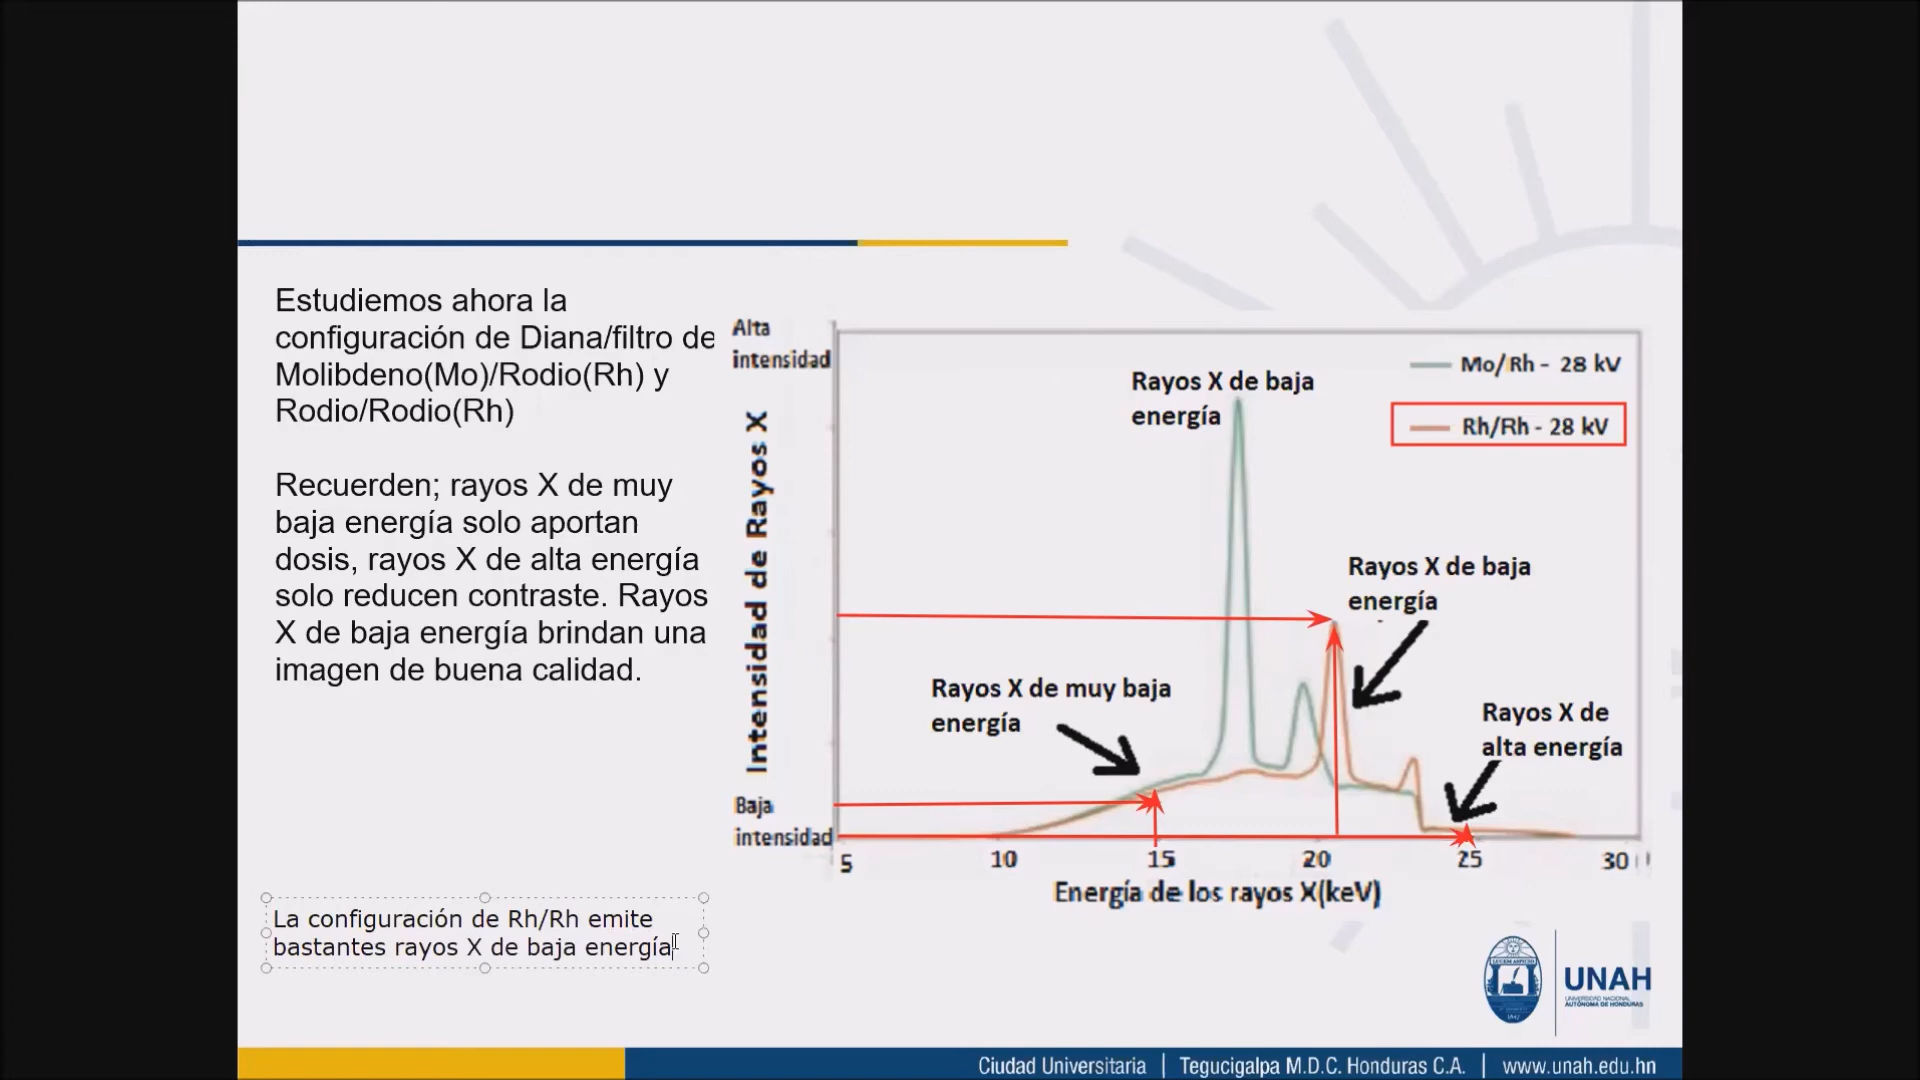 Estudiemos ahora la
configuración de Diana/filtro de
Molibdeno(Mo)/Rodio(Rh) y
Rodio/Rodio(Rh)
Recuerden; rayos X de muy
baja energía solo aportan
dosis, rayos X de alta energía
solo reducen contraste. Rayos
X de baja energía brindan una
imagen de buena calidad.
La configuración de Rh/Rh emite
bastantes rayos X de baja energía
Alta
intensidad
Intensidad de Rayos X
Baja
intensidad
Rayos X de baja
energía
Mo/Rh - 28 kV
Rh/Rh - 28 kV
Rayos X de baja
energía
Rayos X de muy baja
energía
Rayos X de
alta energía
5 10 15 20 25 30
Energía de los rayos X(keV)
UNAH
UNIVERSIDAD NACIONAL
AUTÓNOMA DE HONDURAS
Ciudad Universitaria | Tegucigalpa M.D.C. Honduras C.A. | www.unah.edu.hn